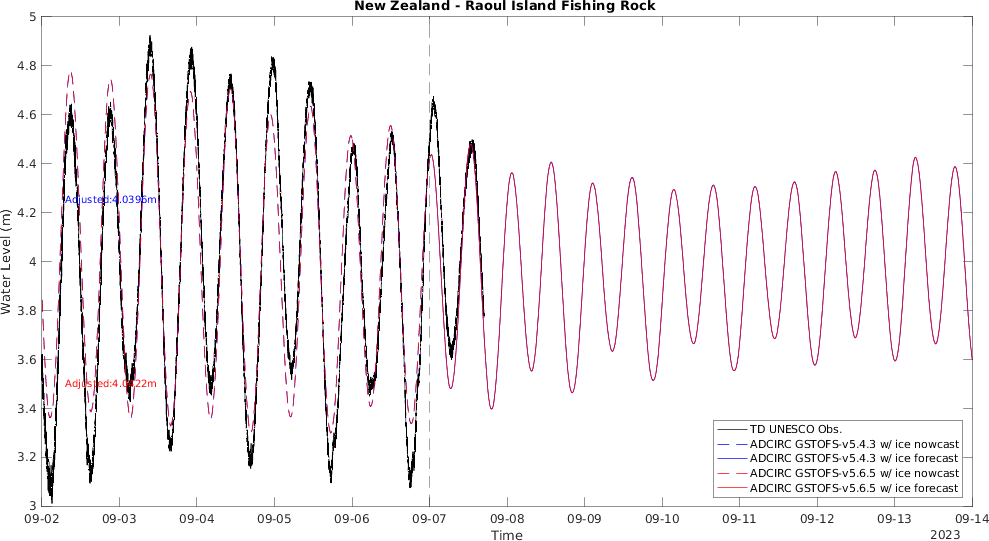 New Zealand - Raoul Island Fishing Rock
5
4.8
4.6
4.4
4.2
4
3.8
3.6
3.4
3.2
3
Water Level (m)
Adjusted:4.0396m
Adjusted:4.0422m
TD UNESCO Obs.
ADCIRC GSTOFS-v5.4.3 w/ ice nowcast
ADCIRC GSTOFS-v5.4.3 w/ ice forecast
ADCIRC GSTOFS-v5.6.5 w/ ice nowcast
ADCIRC GSTOFS-v5.6.5 w/ ice forecast
09-02 09-03 09-04 09-05 09-06 09-07 09-08 09-09 09-10 09-11 09-12 09-13 09-14
Time
2023